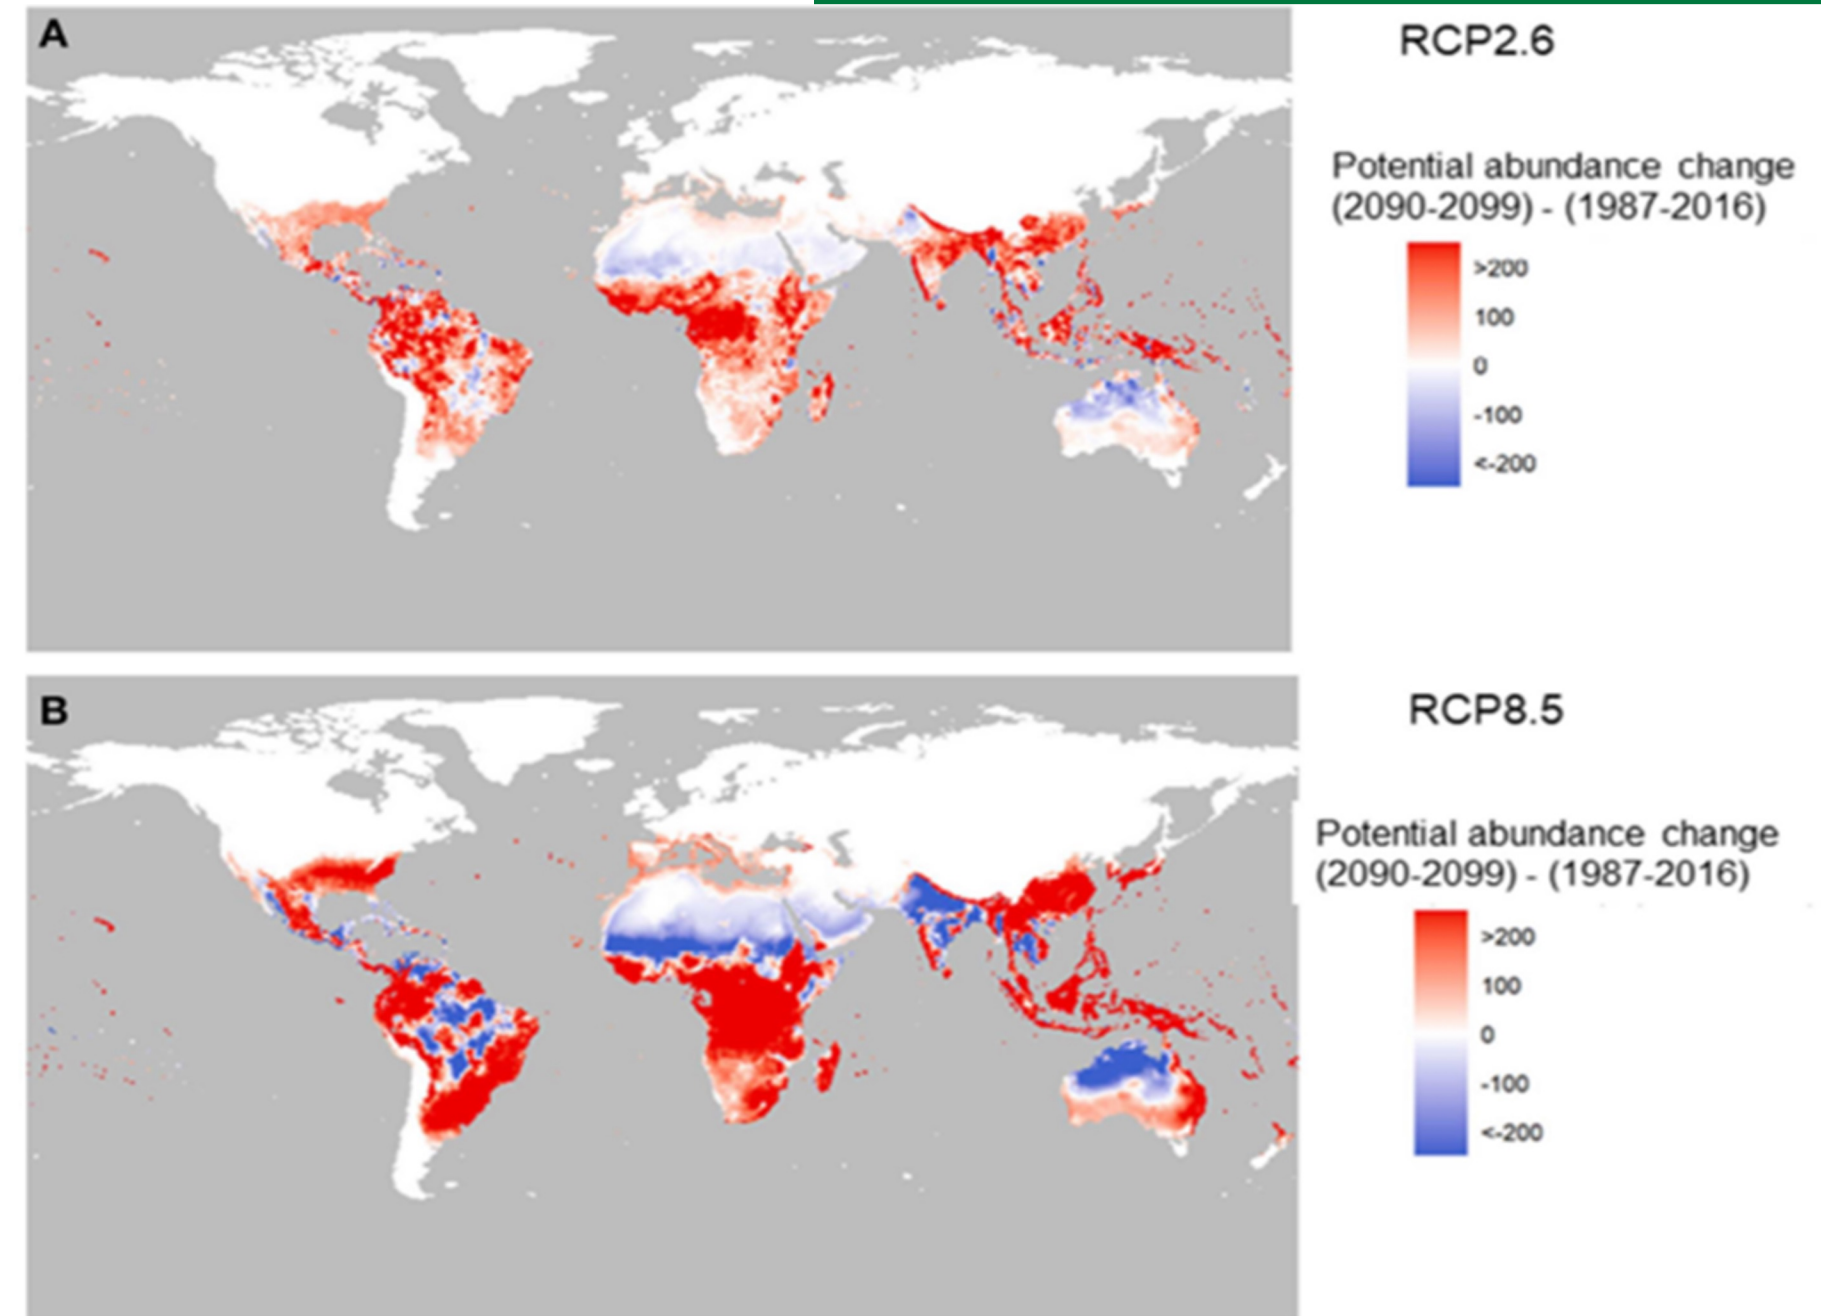 A
RCP2.6
Potential abundance change
(2090-2099) - (1987-2016)
>200
100
0
-100
<-200
B
RCP8.5
Potential abundance change
(2090-2099) - (1987-2016)
>200
100
0
-100
<-200